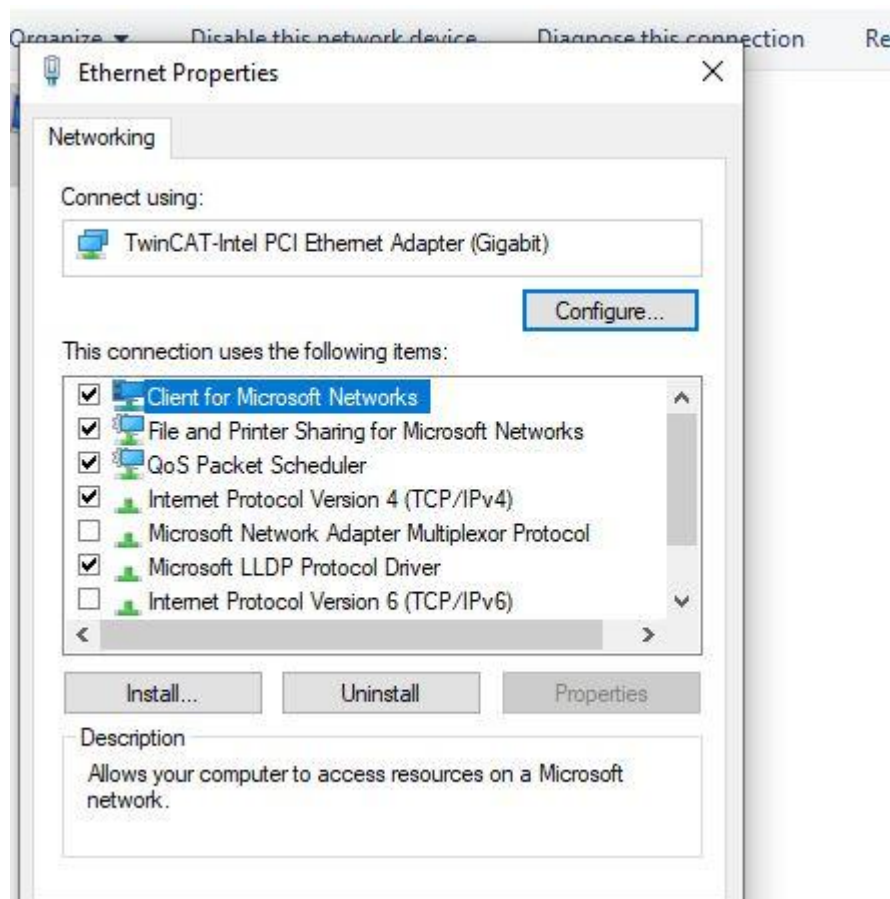 Organize Disable this network device Diagnose this connection Re
Ethernet Properties
Networking
Connect using:
TwinCAT-Intel PCI Ethernet Adapter (Gigabit)
Configure...
This connection uses the following items:
Client for Microsoft Networks
File and Printer Sharing for Microsoft Networks
QoS Packet Scheduler
Internet Protocol Version 4 (TCP/IPv4)
Microsoft Network Adapter Multiplexor Protocol
Microsoft LLDP Protocol Driver
Internet Protocol Version 6 (TCP/IPv6)
Install... Uninstall Properties
Description
Allows your computer to access resources on a Microsoft
network.